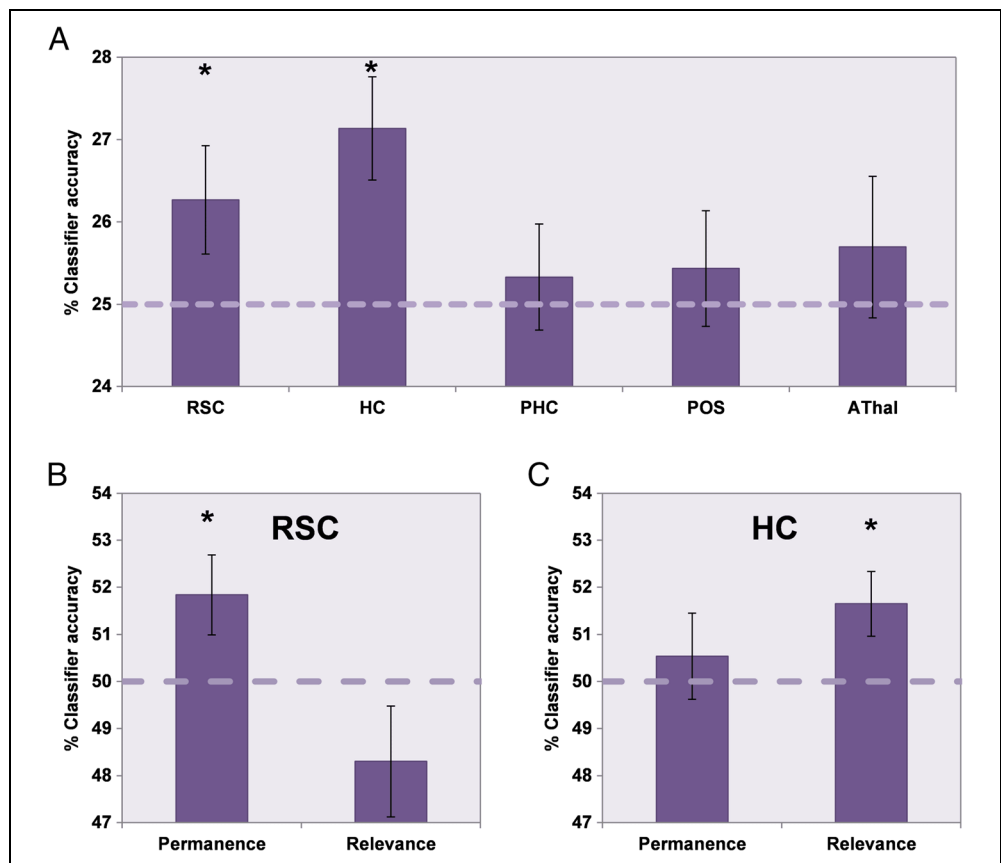 A
% Classifier accuracy
28
*
*
27
26
25
24
RSC HC PHC POS AThal
B
% Classifier accuracy
54
* RSC
53
52
51
50
49
48
47
Permanence Relevance
C
% Classifier accuracy
54
HC *
53
52
51
50
49
48
47
Permanence Relevance